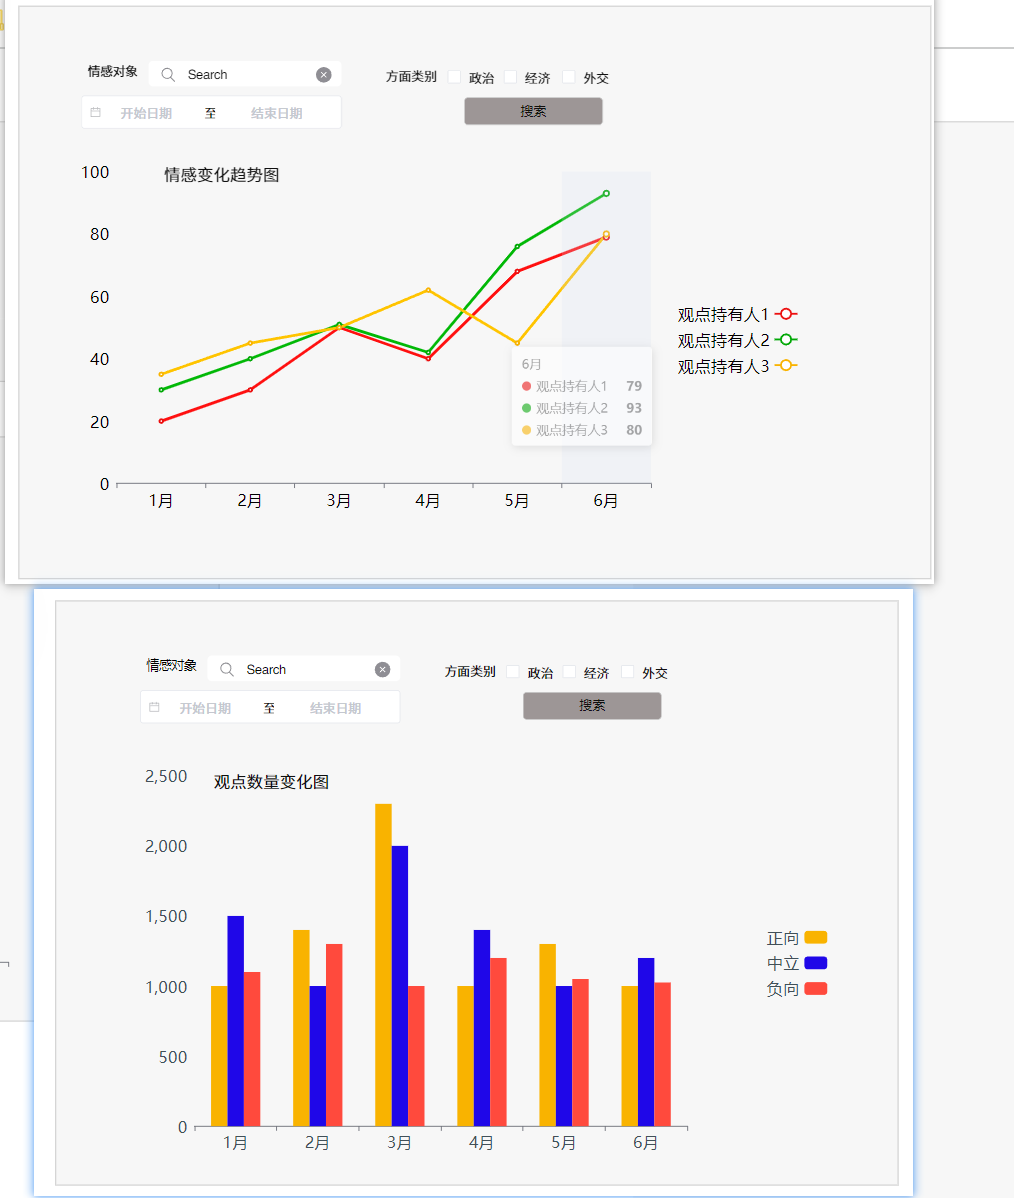 情感对象 Search 方面类别 政治 经济 外交
开始日期 至 结束日期 搜索
情感变化趋势图
100
80
60
40
20
0
1月 2月 3月 4月 5月 6月
6月
观点持有人1 79
观点持有人2 93
观点持有人3 80
观点持有人1
观点持有人2
观点持有人3
情感对象 Search 方面类别 政治 经济 外交
开始日期 至 结束日期 搜索
观点数量变化图
2,500
2,000
1,500
1,000
500
0
1月 2月 3月 4月 5月 6月
正向
中立
负向